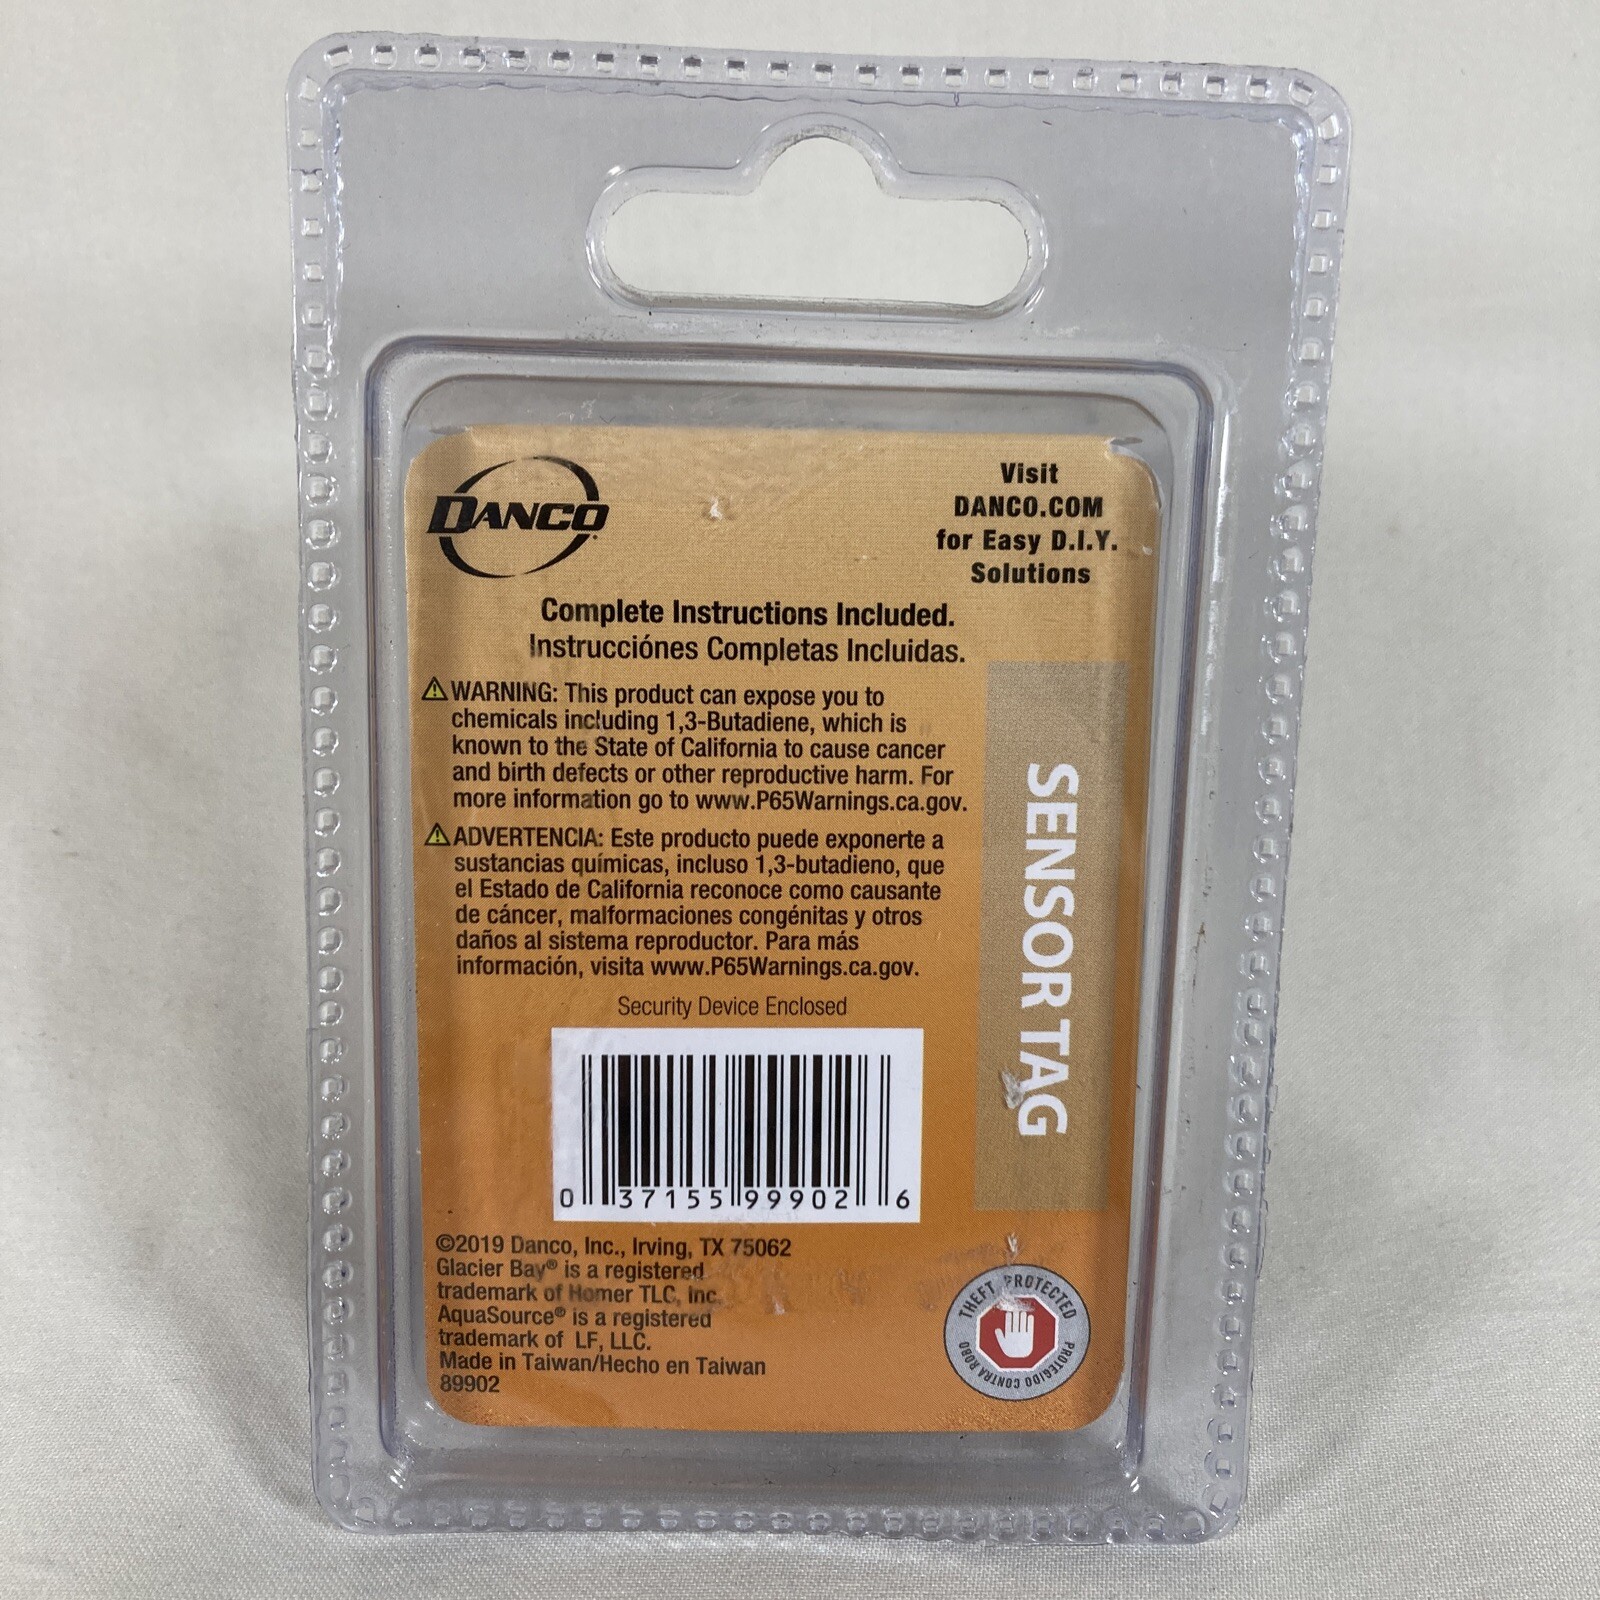 DANCO
Visit
DANCO.COM
for Easy D.I.Y.
Solutions
Complete Instructions Included.
Instrucciónes Completas Incluidas.
WARNING: This product can expose you to
chemicals including 1,3-Butadiene, which is
known to the State of California to cause cancer
and birth defects or other reproductive harm. For
more information go to www.P65Warnings.ca.gov.
ADVERTENCIA: Este producto puede exponerte a
sustancias químicas, incluso 1,3-butadieno, que
el Estado de California reconoce como causante
de cáncer, malformaciones congénitas y otros
daños al sistema reproductor. Para más
información, visita www.P65Warnings.ca.gov.
SENSOR TAG
Security Device Enclosed
0 37155 99902 6
©2019 Danco, Inc., Irving, TX 75062
Glacier Bay® is a registered
trademark of Homer TLC, Inc.
AquaSource® is a registered
trademark of LF, LLC.
Made in Taiwan/Hecho en Taiwan
89902
THEFT PROTECTED
PROTEGIDO CONTRA ROBO